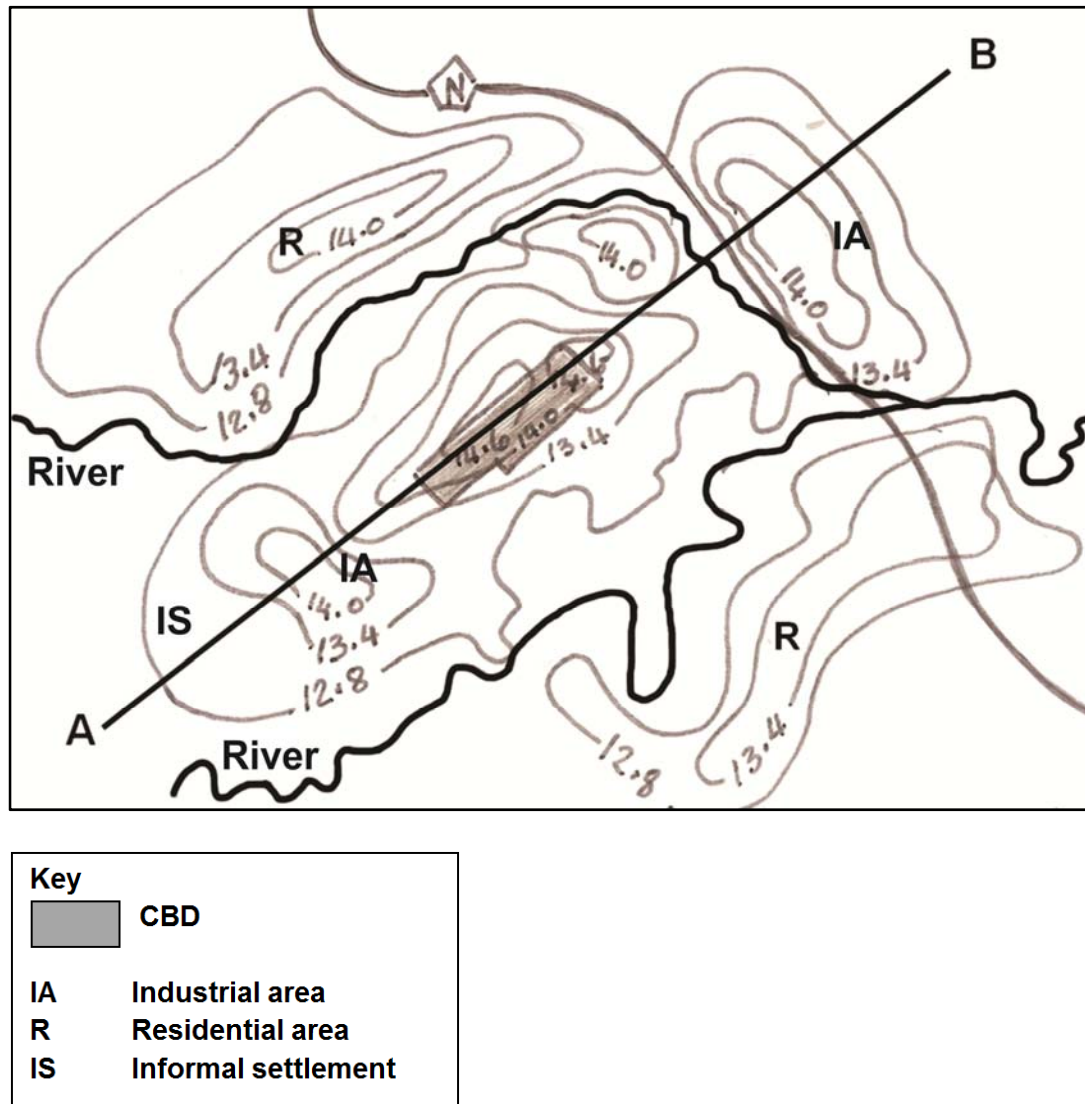 B
N
R
14.0
14.0
IA
14.0
13.4
12.8
14.6
14.6
14.0
13.4
13.4
River
IA
14.0
13.4
12.8
IS
R
A
River
12.8
13.4
Key
CBD
IA Industrial area
R Residential area
IS Informal settlement